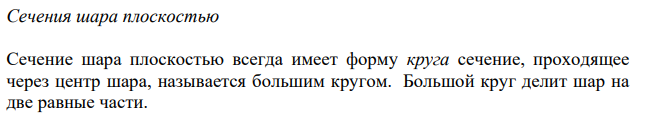 Сечения шара плоскостью
Сечение шара плоскостью всегда имеет форму круга сечение, проходящее
через центр шара, называется большим кругом. Большой круг делит шар на
две равные части.